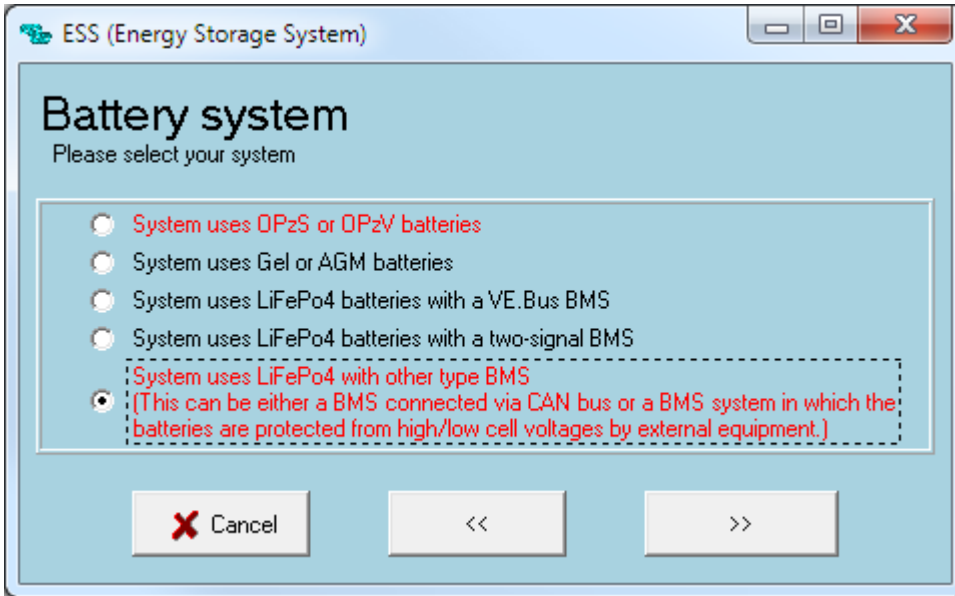 ESS (Energy Storage System)
Battery system
Please select your system
System uses OPzS or OPzV batteries
System uses Gel or AGM batteries
System uses LiFePo4 batteries with a VE.Bus BMS
System uses LiFePo4 batteries with a two-signal BMS
System uses LiFePo4 with other type BMS
(This can be either a BMS connected via CAN bus or a BMS system in which the
batteries are protected from high/low cell voltages by external equipment.)
Cancel
<<
>>